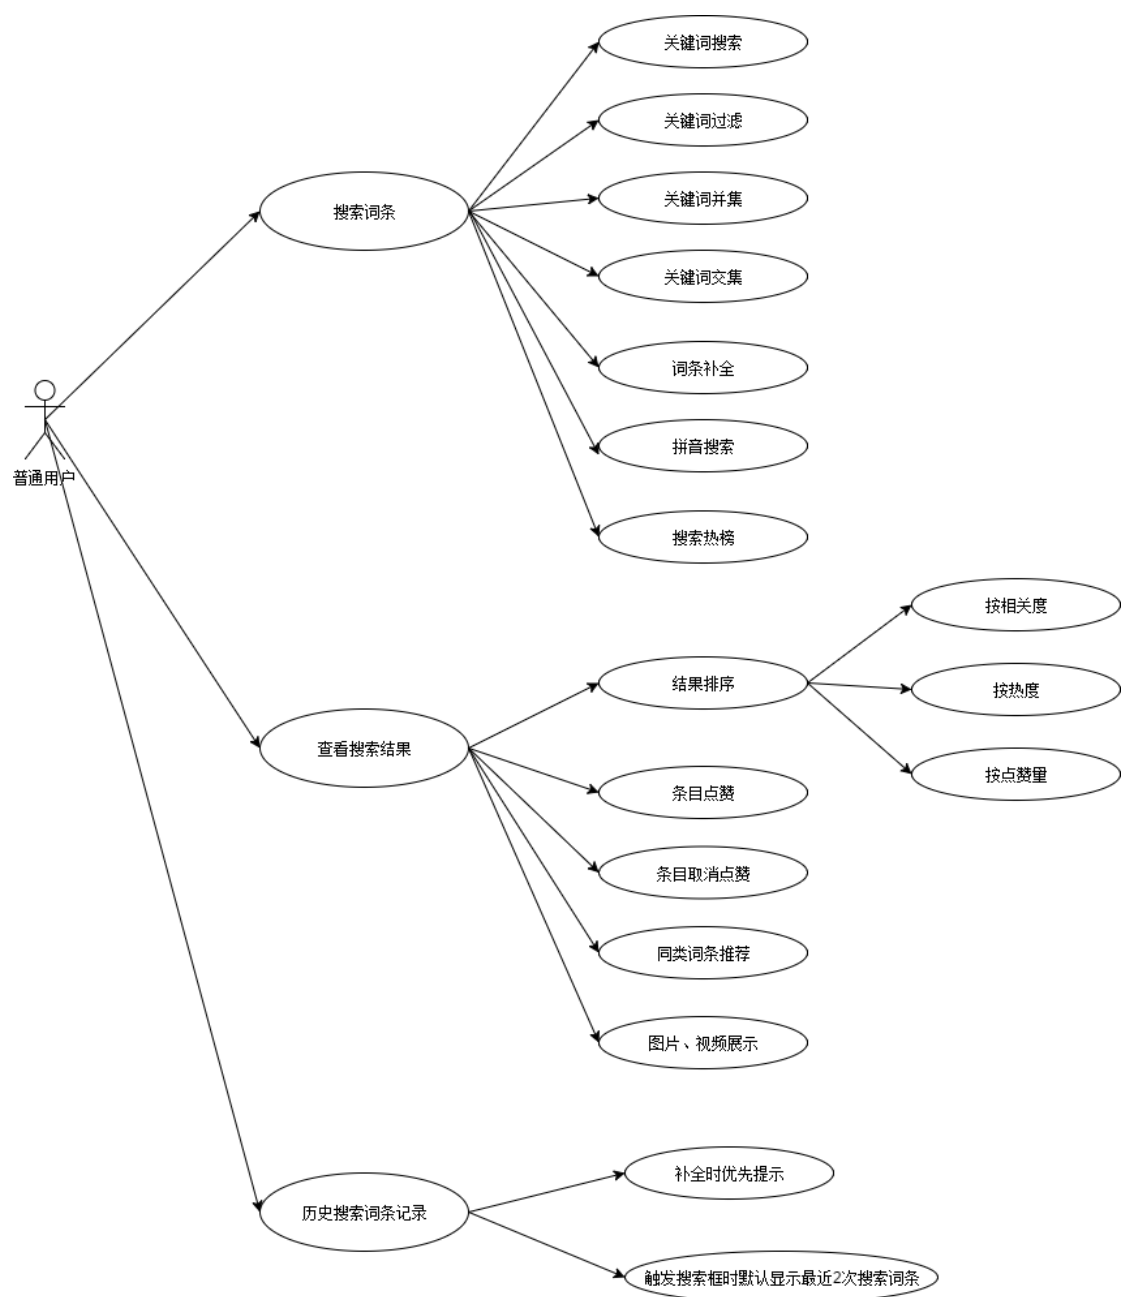 关键词搜索
关键词过滤
关键词并集
关键词交集
词条补全
拼音搜索
搜索热榜
搜索词条
普通用户
按相关度
按热度
按点赞量
结果排序
查看搜索结果
条目点赞
条目取消点赞
同类词条推荐
图片、视频展示
补全时优先提示
历史搜索词条记录
触发搜索框时默认显示最近2次搜索词条